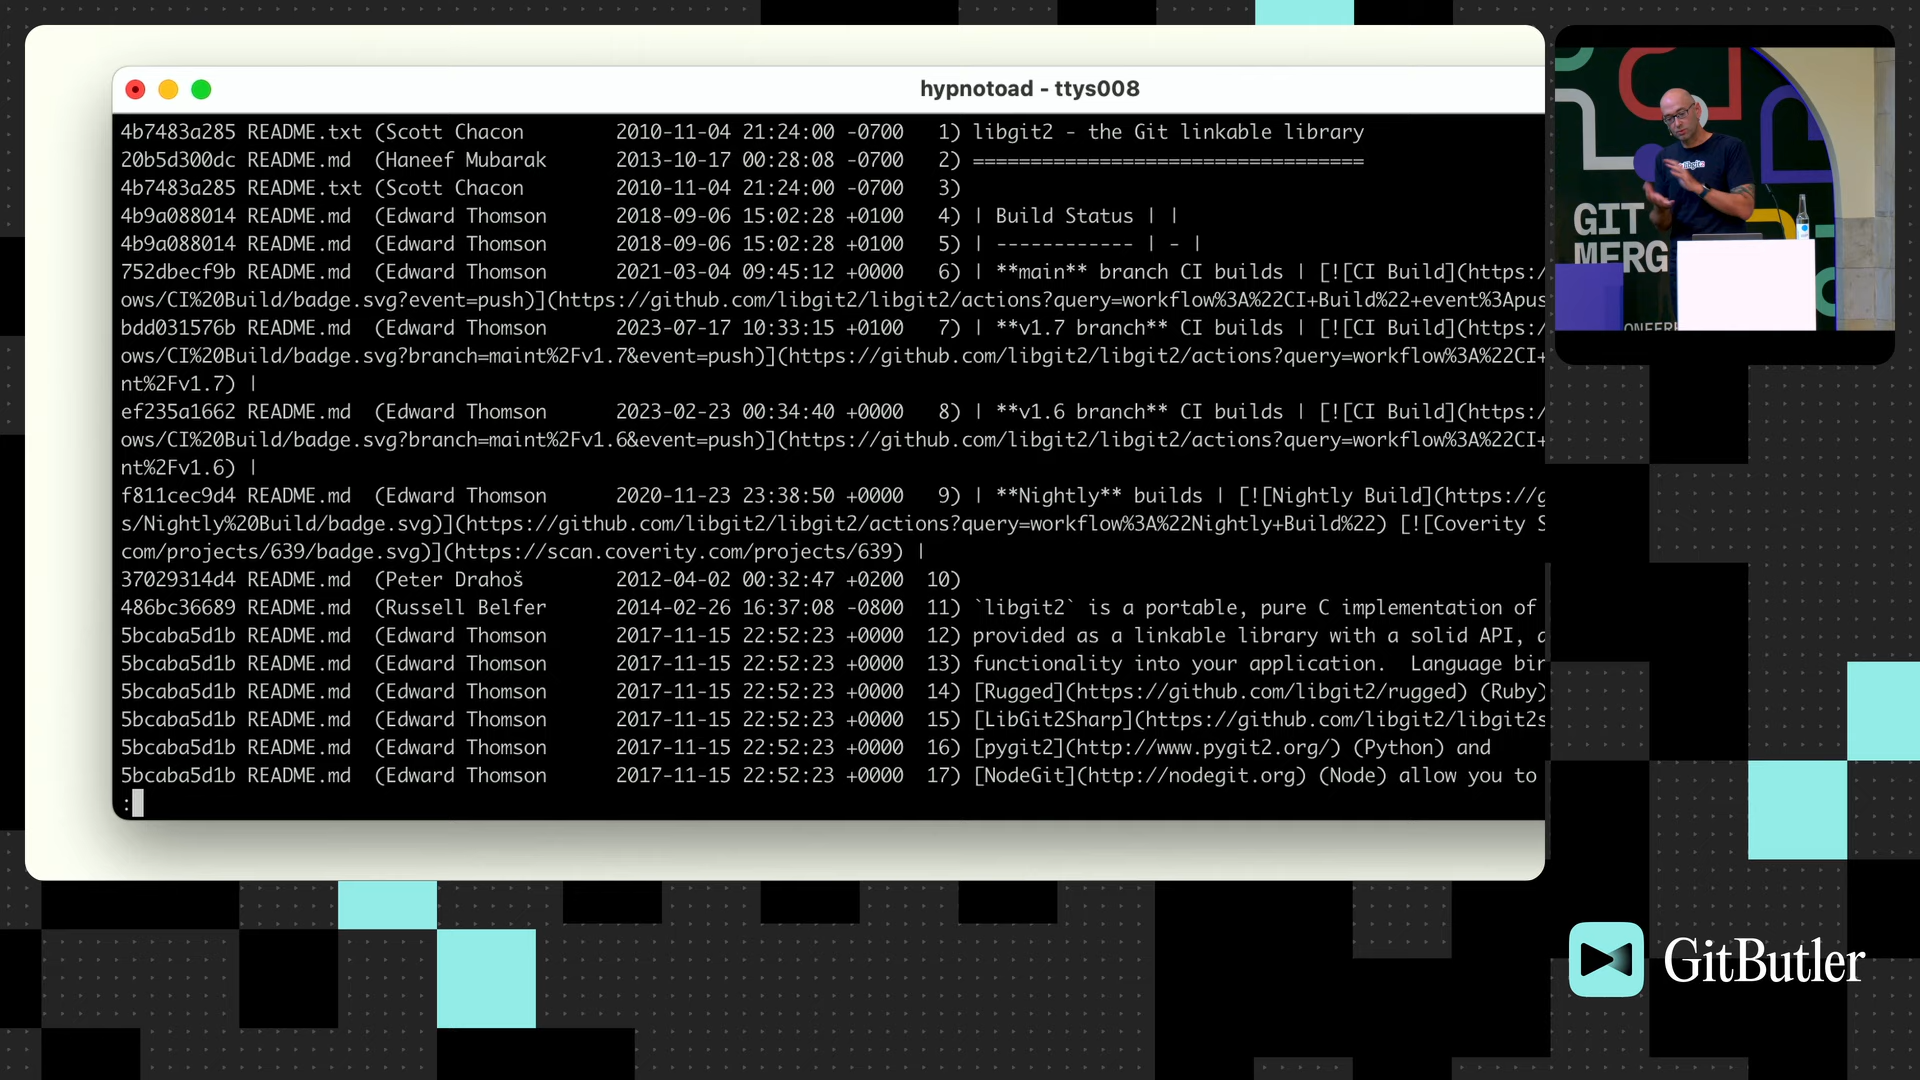 hypnotoad - ttys008
4b7483a285 README.txt (Scott Chacon 2010-11-04 21:24:00 -0700 1) libgit2 - the Git linkable library
20b5d300dc README.md (Haneef Mubarak 2013-10-17 00:28:08 -0700 2) ==================================
4b7483a285 README.txt (Scott Chacon 2010-11-04 21:24:00 -0700 3)
4b9a088014 README.md (Edward Thomson 2018-09-06 15:02:28 +0100 4) | Build Status | |
4b9a088014 README.md (Edward Thomson 2018-09-06 15:02:28 +0100 5) | ------------ | - |
752dbecf9b README.md (Edward Thomson 2021-03-04 09:45:12 +0000 6) | **main** branch CI builds | [![CI Build](https:/
ows/CI%20Build/badge.svg?event=push)](https://github.com/libgit2/libgit2/actions?query=workflow%3A%22CI+Build%22+event%3Apus
bdd031576b README.md (Edward Thomson 2023-07-17 10:33:15 +0100 7) | **v1.7 branch** CI builds | [![CI Build](https:/
ows/CI%20Build/badge.svg?branch=maint%2Fv1.7&event=push)](https://github.com/libgit2/libgit2/actions?query=workflow%3A%22CI+
nt%2Fv1.7) |
ef235a1662 README.md (Edward Thomson 2023-02-23 00:34:40 +0000 8) | **v1.6 branch** CI builds | [![CI Build](https:/
ows/CI%20Build/badge.svg?branch=maint%2Fv1.6&event=push)](https://github.com/libgit2/libgit2/actions?query=workflow%3A%22CI+
nt%2Fv1.6) |
f811cec9d4 README.md (Edward Thomson 2020-11-23 23:38:50 +0000 9) | **Nightly** builds | [![Nightly Build](https://g
s/Nightly%20Build/badge.svg)](https://github.com/libgit2/libgit2/actions?query=workflow%3A%22Nightly+Build%22) [![Coverity S
com/projects/639/badge.svg)](https://scan.coverity.com/projects/639) |
37029314d4 README.md (Peter Drahoš 2012-04-02 00:32:47 +0200 10)
486bc36689 README.md (Russell Belfer 2014-02-26 16:37:08 -0800 11) `libgit2` is a portable, pure C implementation of
5bcaba5d1b README.md (Edward Thomson 2017-11-15 22:52:23 +0000 12) provided as a linkable library with a solid API, a
5bcaba5d1b README.md (Edward Thomson 2017-11-15 22:52:23 +0000 13) functionality into your application. Language bin
5bcaba5d1b README.md (Edward Thomson 2017-11-15 22:52:23 +0000 14) [Rugged](https://github.com/libgit2/rugged) (Ruby)
5bcaba5d1b README.md (Edward Thomson 2017-11-15 22:52:23 +0000 15) [LibGit2Sharp](https://github.com/libgit2/libgit2s
5bcaba5d1b README.md (Edward Thomson 2017-11-15 22:52:23 +0000 16) [pygit2](http://www.pygit2.org/) (Python) and
5bcaba5d1b README.md (Edward Thomson 2017-11-15 22:52:23 +0000 17) [NodeGit](http://nodegit.org) (Node) allow you to
:
libgit2
GIT
MERG
ONFERE
GitButler